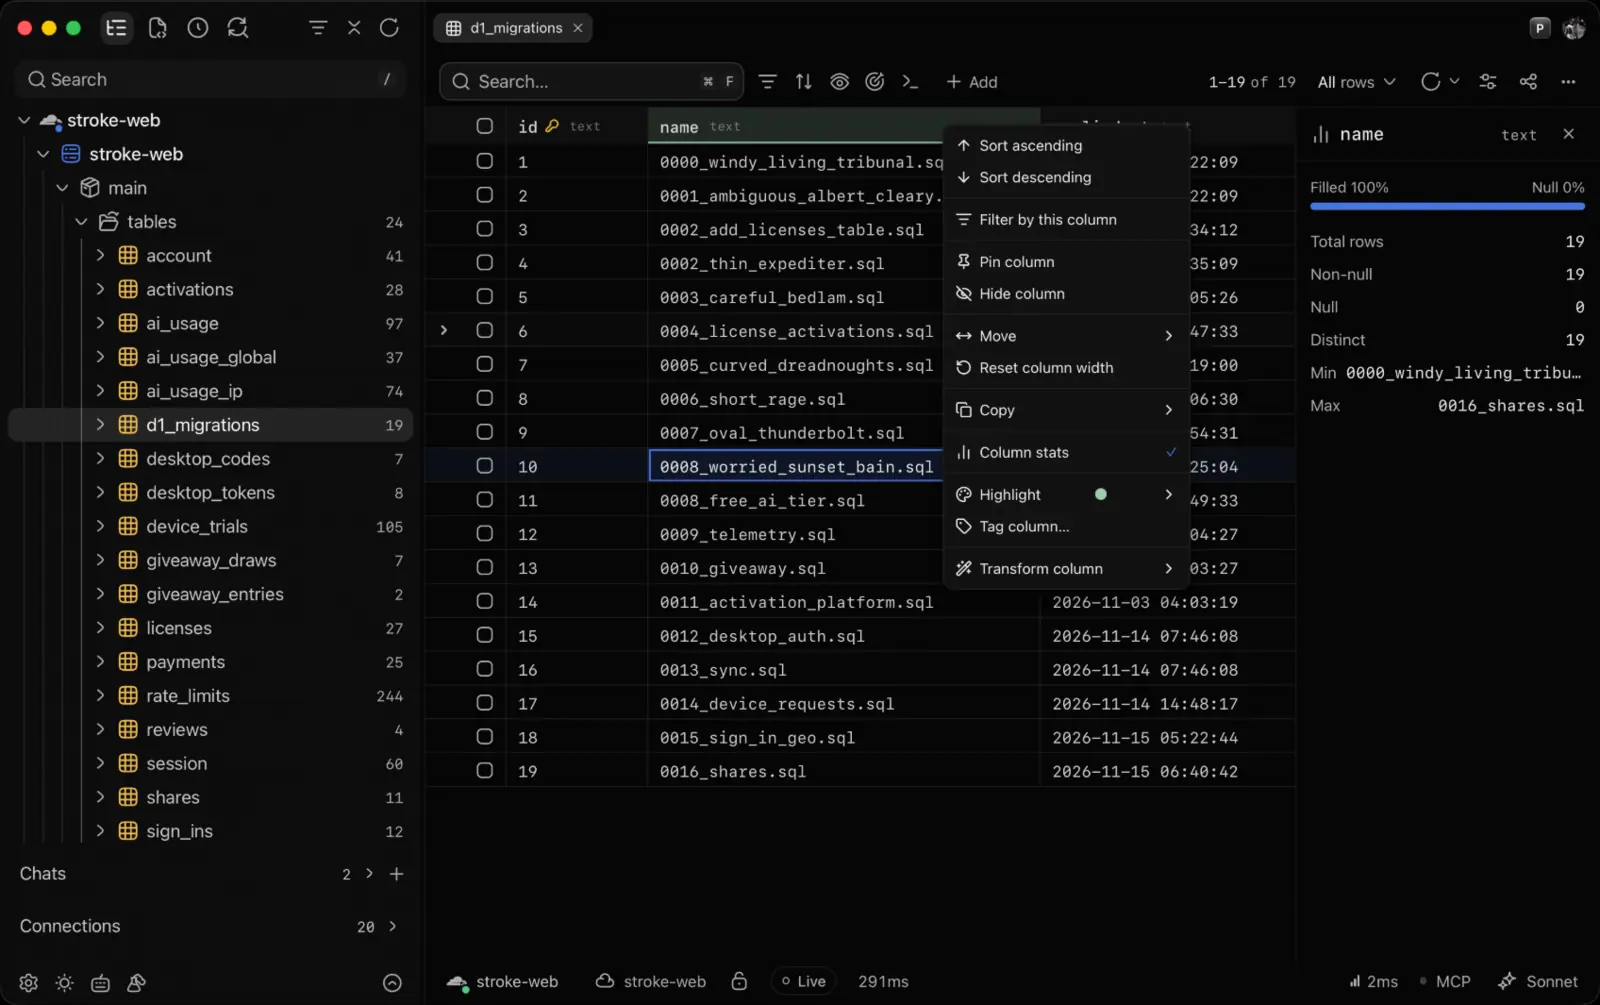 d1_migrations
P
Search
/
Search...
⌘ F
Add
1–19 of 19
All rows
stroke-web
stroke-web
main
tables 24
account 41
activations 28
ai_usage 97
ai_usage_global 37
ai_usage_ip 74
d1_migrations 19
desktop_codes 7
desktop_tokens 8
device_trials 105
giveaway_draws 7
giveaway_entries 2
licenses 27
payments 25
rate_limits 244
reviews 4
session 60
shares 11
sign_ins 12
Chats 2
Connections 20
id text name text
1 0000_windy_living_tribunal.sq 22:09
2 0001_ambiguous_albert_cleary. 22:09
3 0002_add_licenses_table.sql 34:12
4 0002_thin_expediter.sql 35:09
5 0003_careful_bedlam.sql 05:26
6 0004_license_activations.sql 47:33
7 0005_curved_dreadnoughts.sql 19:00
8 0006_short_rage.sql 06:30
9 0007_oval_thunderbolt.sql 54:31
10 0008_worried_sunset_bain.sql 25:04
11 0008_free_ai_tier.sql 49:33
12 0009_telemetry.sql 04:27
13 0010_giveaway.sql 03:27
14 0011_activation_platform.sql 2026-11-03 04:03:19
15 0012_desktop_auth.sql 2026-11-14 07:46:08
16 0013_sync.sql 2026-11-14 07:46:08
17 0014_device_requests.sql 2026-11-14 14:48:17
18 0015_sign_in_geo.sql 2026-11-15 05:22:44
19 0016_shares.sql 2026-11-15 06:40:42
Sort ascending
Sort descending
Filter by this column
Pin column
Hide column
Move
Reset column width
Copy
Column stats
Highlight
Tag column...
Transform column
name text
Filled 100% Null 0%
Total rows 19
Non-null 19
Null 0
Distinct 19
Min 0000_windy_living_tribu…
Max 0016_shares.sql
stroke-web
stroke-web
Live
291ms
2ms
MCP
Sonnet